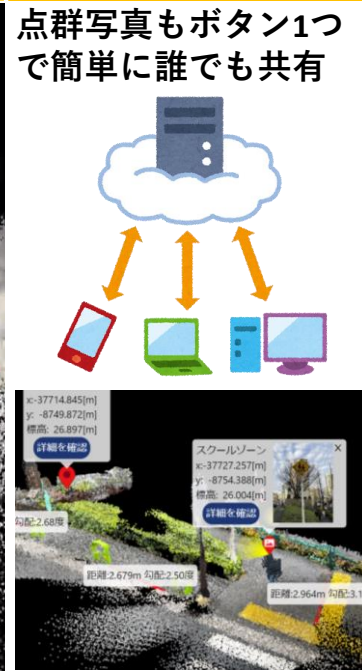 点群写真もボタン1つ
で簡単に誰でも共有
x:-37714.845[m]
y: -8749.872[m]
標高: 26.897[m]
詳細を確認
スクールゾーン
×
x:-37727.257[m]
y: -8754.388[m]
標高: 26.004[m]
詳細を確認
勾配:2.68度
距離:2.679m 勾配:2.50度
距離:2.964m 勾配:3.1